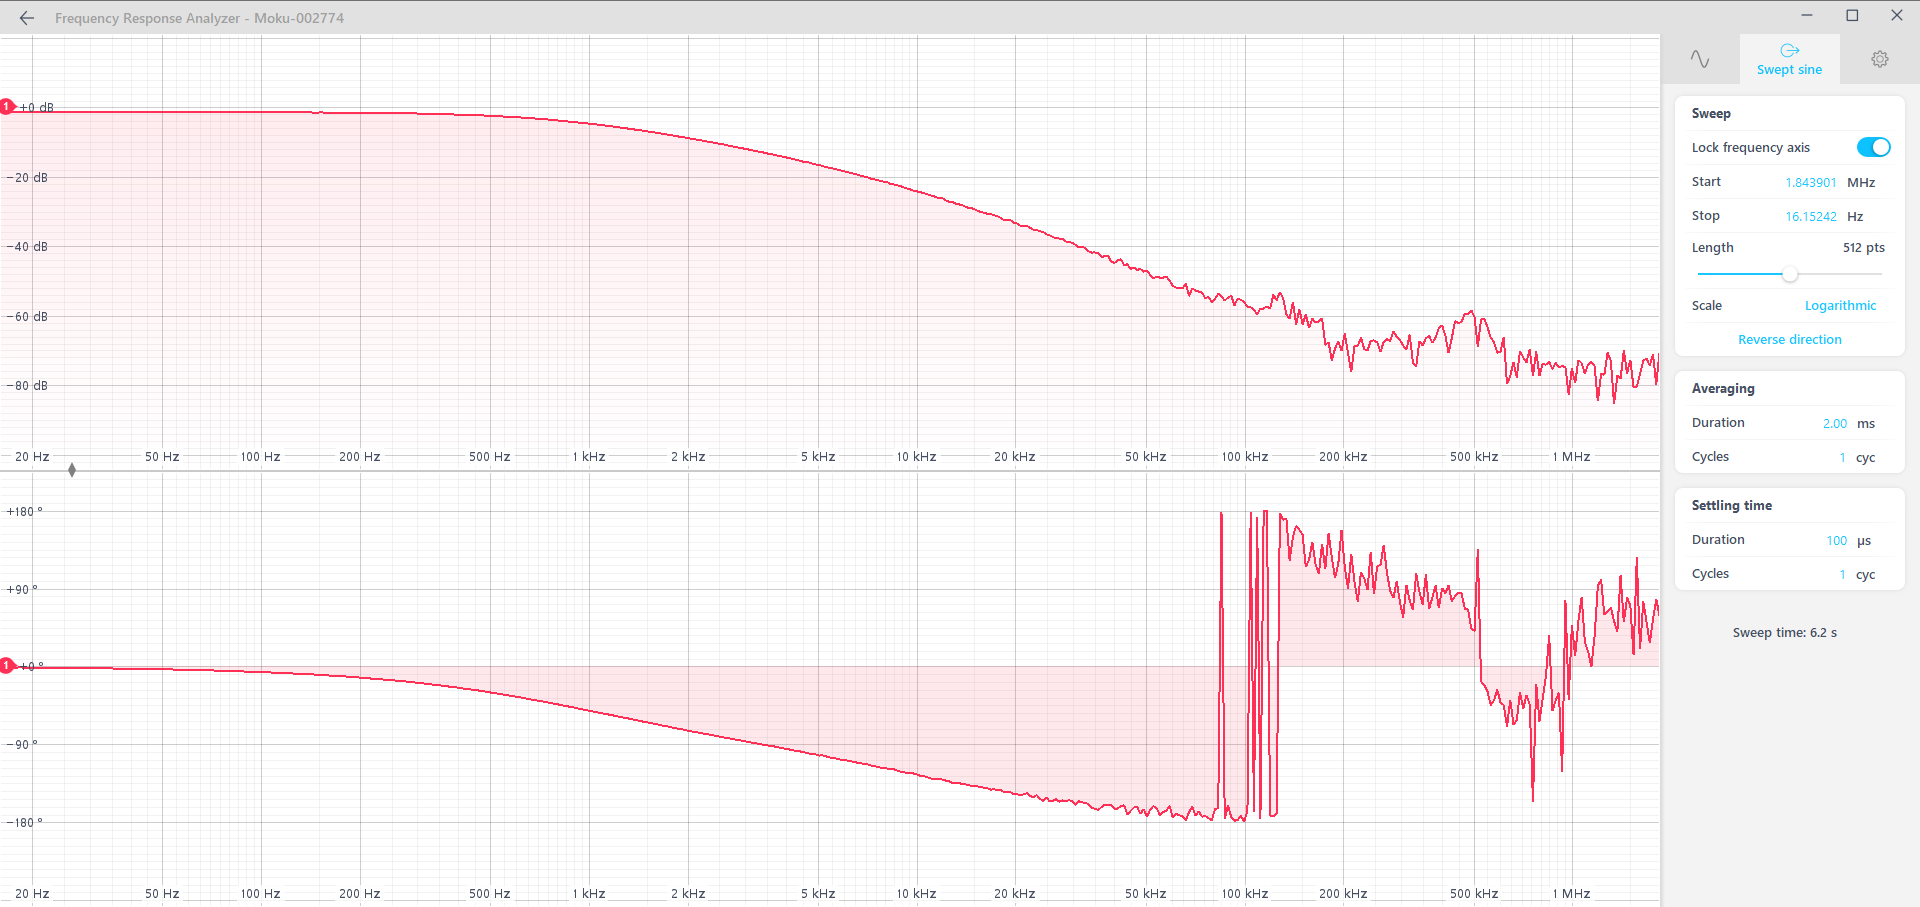 Frequency Response Analyzer - Moku-002774
Swept sine
1
+0 dB
−20 dB
−40 dB
−60 dB
−80 dB
20 Hz 50 Hz 100 Hz 200 Hz 500 Hz 1 kHz 2 kHz 5 kHz 10 kHz 20 kHz 50 kHz 100 kHz 200 kHz 500 kHz 1 MHz
+180 °
+90 °
1
+0 °
−90 °
−180 °
20 Hz 50 Hz 100 Hz 200 Hz 500 Hz 1 kHz 2 kHz 5 kHz 10 kHz 20 kHz 50 kHz 100 kHz 200 kHz 500 kHz 1 MHz
Sweep
Lock frequency axis
Start 1.843901 MHz
Stop 16.15242 Hz
Length 512 pts
Scale Logarithmic
Reverse direction
Averaging
Duration 2.00 ms
Cycles 1 cyc
Settling time
Duration 100 µs
Cycles 1 cyc
Sweep time: 6.2 s